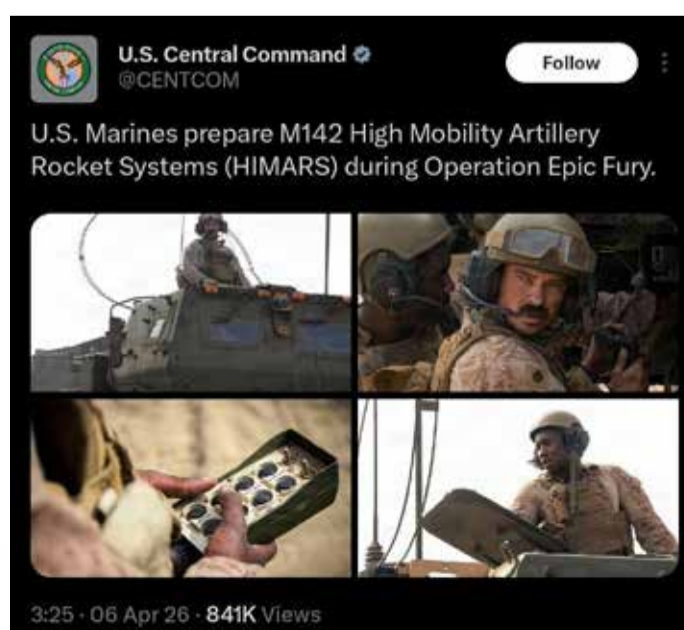 U.S. Central Command
@CENTCOM
Follow
U.S. Marines prepare M142 High Mobility Artillery
Rocket Systems (HIMARS) during Operation Epic Fury.
3:25 · 06 Apr 26 · 841K Views